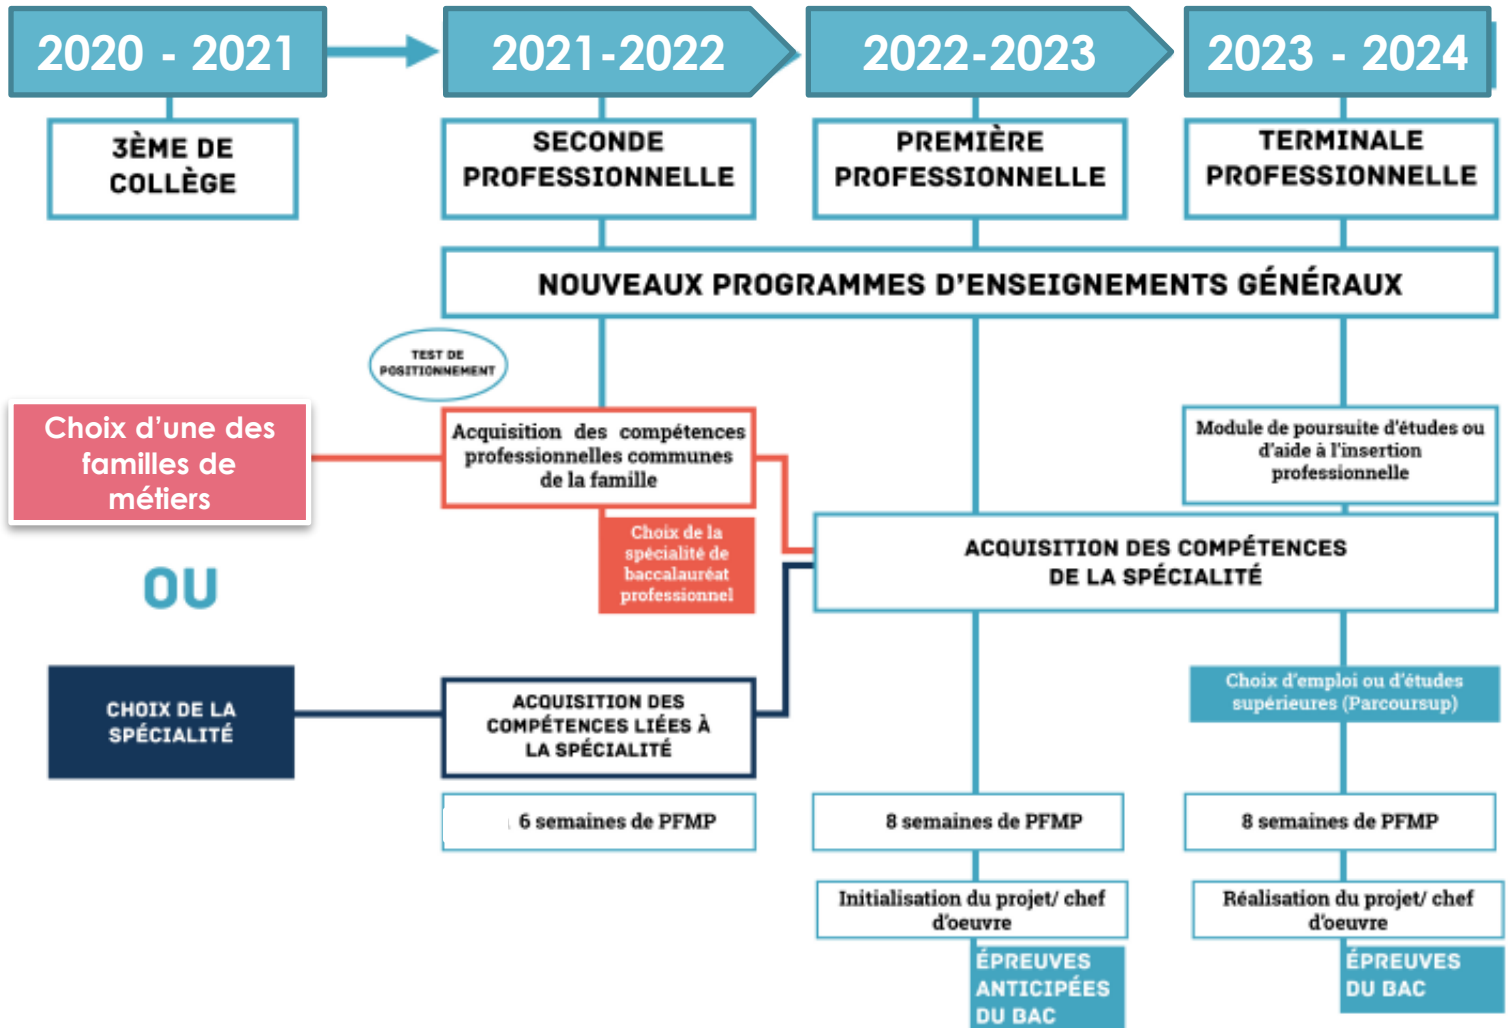 2020 - 2021
2021-2022
2022-2023
2023 - 2024
3ÈME DE
COLLÈGE
SECONDE
PROFESSIONNELLE
PREMIÈRE
PROFESSIONNELLE
TERMINALE
PROFESSIONNELLE
NOUVEAUX PROGRAMMES D'ENSEIGNEMENTS GÉNÉRAUX
TEST DE
POSITIONNEMENT
Choix d'une des
familles de
métiers
Acquisition des compétences
professionnelles communes
de la famille
Module de poursuite d'études ou
d'aide à l'insertion
professionnelle
Choix de la
spécialité de
baccalauréat
professionnel
ACQUISITION DES COMPÉTENCES
DE LA SPÉCIALITÉ
OU
CHOIX DE LA
SPÉCIALITÉ
ACQUISITION DES
COMPÉTENCES LIÉES À
LA SPÉCIALITÉ
Choix d'emploi ou d'études
supérieures (Parcoursup)
6 semaines de PFMP
8 semaines de PFMP
8 semaines de PFMP
Initialisation du projet/ chef
d'oeuvre
Réalisation du projet/ chef
d'oeuvre
ÉPREUVES
ANTICIPÉES
DU BAC
ÉPREUVES
DU BAC